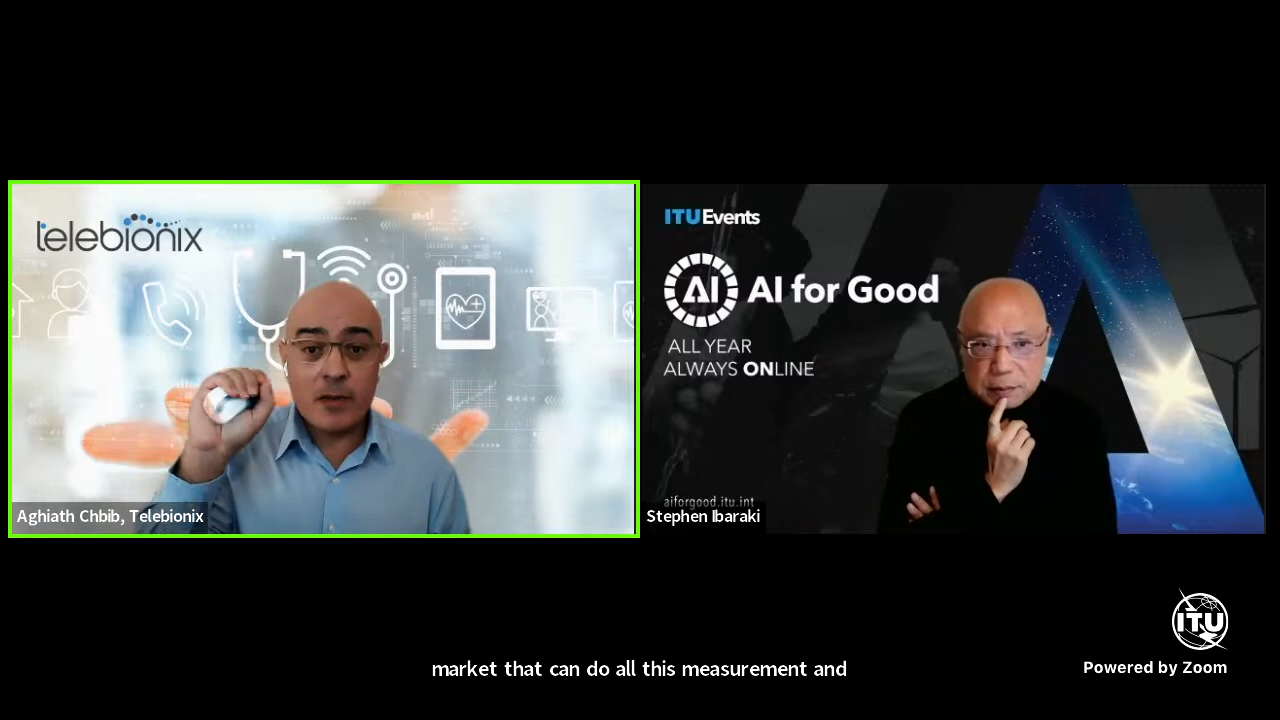 telebionix
Aghiath Chbib, Telebionix
ITUEvents
AI AI for Good
ALL YEAR
ALWAYS ONLINE
aiforgood.itu.int
Stephen Ibaraki
ITU
Powered by Zoom
market that can do all this measurement and